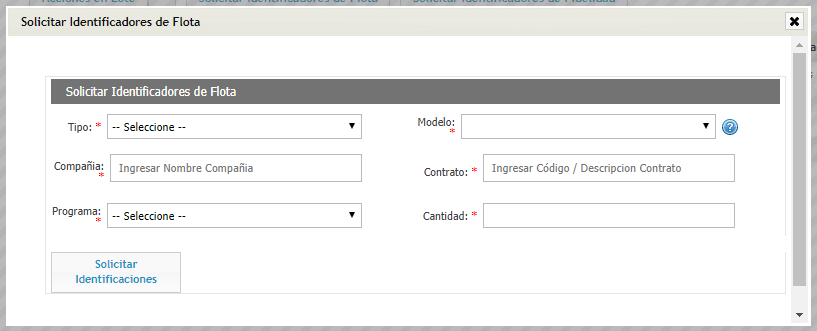 Solicitar Identificadores de Flota
Solicitar Identificadores de Flota
Tipo: * -- Seleccione -- Modelo: *
Compañia: * Ingresar Nombre Compañia Contrato: * Ingresar Código / Descripcion Contrato
Programa: * -- Seleccione -- Cantidad: *
Solicitar
Identificaciones